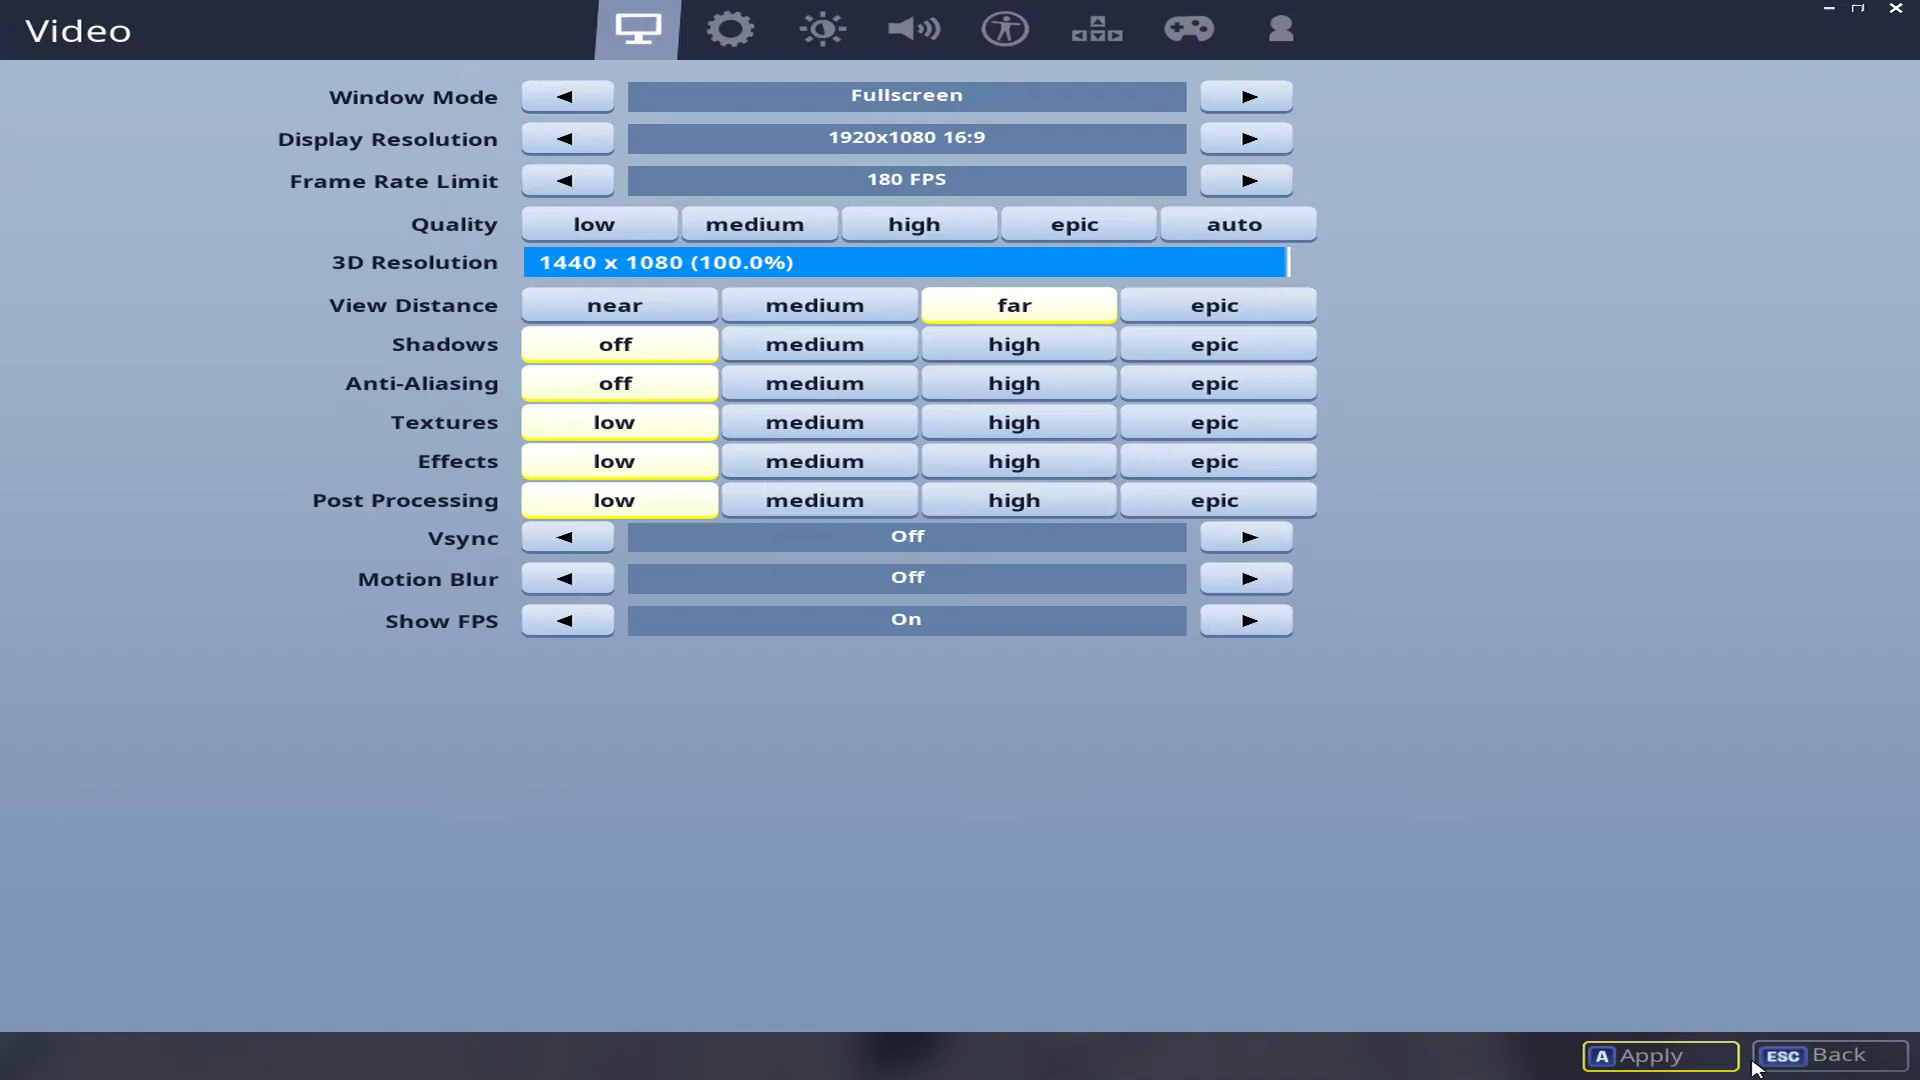 Video
Window Mode Fullscreen
Display Resolution 1920x1080 16:9
Frame Rate Limit 180 FPS
Quality low medium high epic auto
3D Resolution 1440 x 1080 (100.0%)
View Distance near medium far epic
Shadows off medium high epic
Anti-Aliasing off medium high epic
Textures low medium high epic
Effects low medium high epic
Post Processing low medium high epic
Vsync Off
Motion Blur Off
Show FPS On
A Apply ESC Back